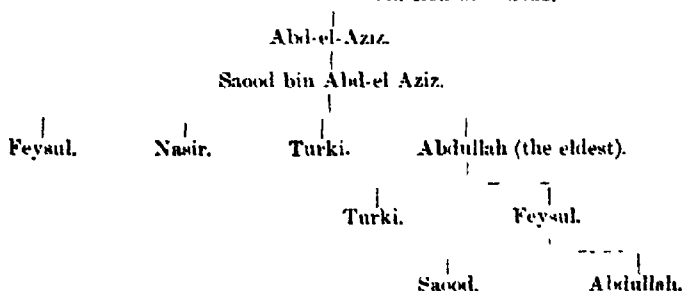 Abd-el-Aziz.
Saood bin Abd-el Aziz.
Feysul. Nasir. Turki. Abdullah (the eldest).
Turki. Feysul.
Saood. Abdullah.